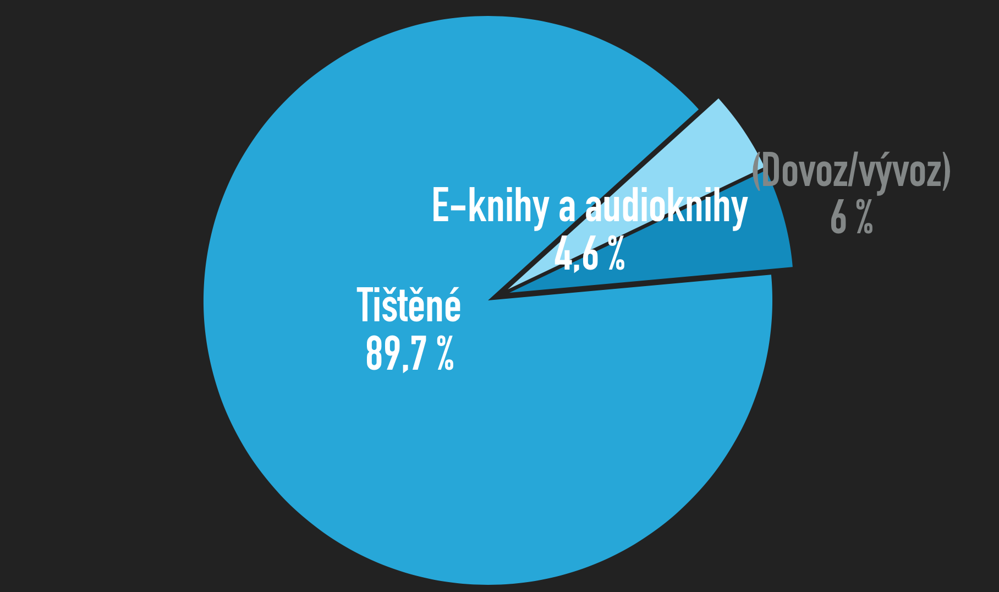 (Dovoz/vývoz)
6 %
E-knihy a audioknihy
4,6 %
Tištěné
89,7 %